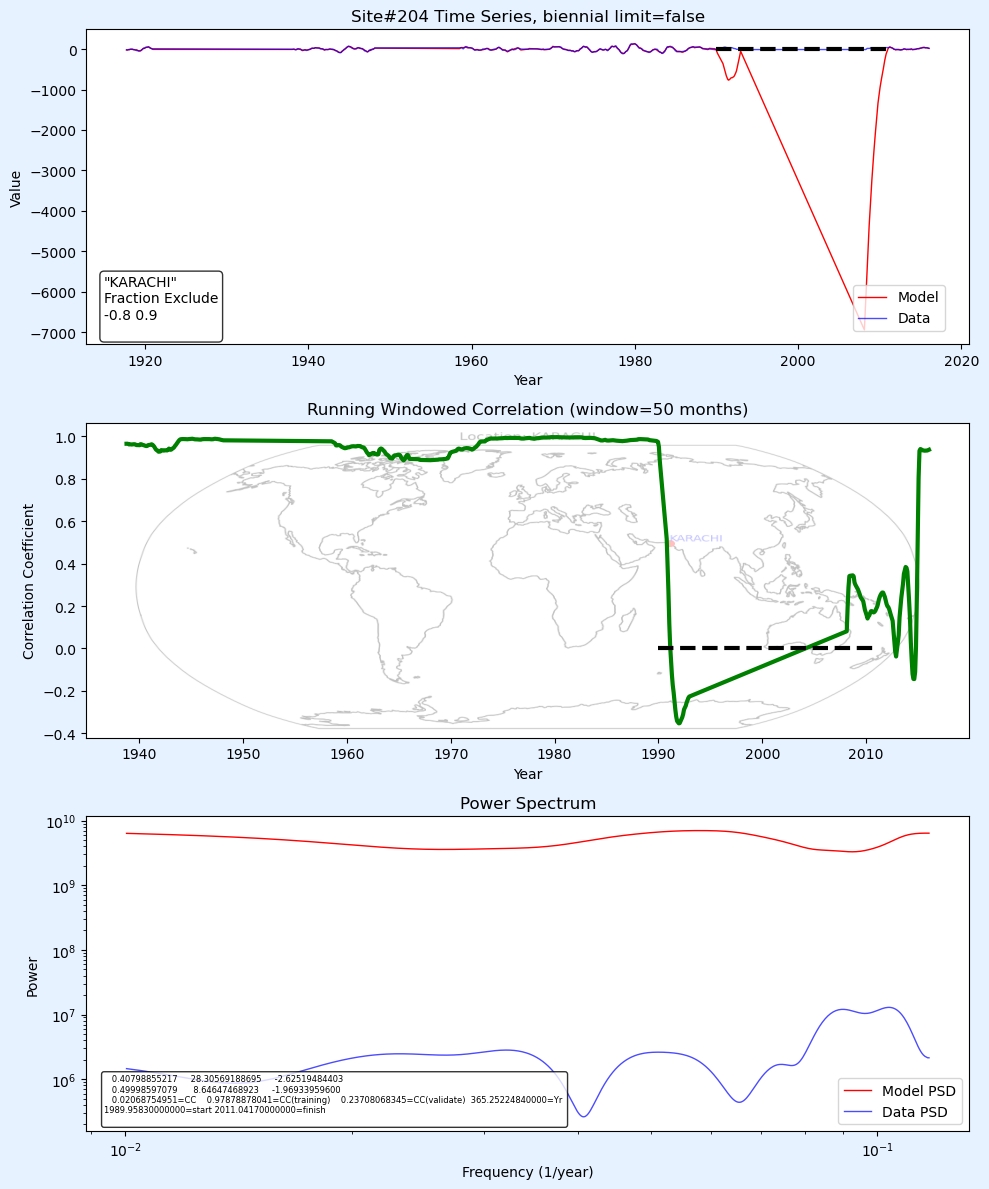 Site#204 Time Series, biennial limit=false
0
−1000
−2000
−3000
−4000
−5000
−6000
−7000
Value
"KARACHI"
Fraction Exclude
-0.8 0.9
Model
Data
1920
1940
1960
1980
2000
2020
Year
Running Windowed Correlation (window=50 months)
Location: KARACHI
1.0
0.8
0.6
0.4
0.2
0.0
−0.2
−0.4
Correlation Coefficient
KARACHI
1940
1950
1960
1970
1980
1990
2000
2010
Year
Power Spectrum
10^10
10^9
10^8
10^7
10^6
Power
0.40798855217 28.30569188695 -2.62519484403
0.49998597079 8.64647468923 -1.96933959600
0.02068754951=CC 0.97878878041=CC(training) 0.23708068345=CC(validate) 365.25224840000=Yr
1989.95830000000=start 2011.04170000000=finish
Model PSD
Data PSD
10^−2
10^−1
Frequency (1/year)